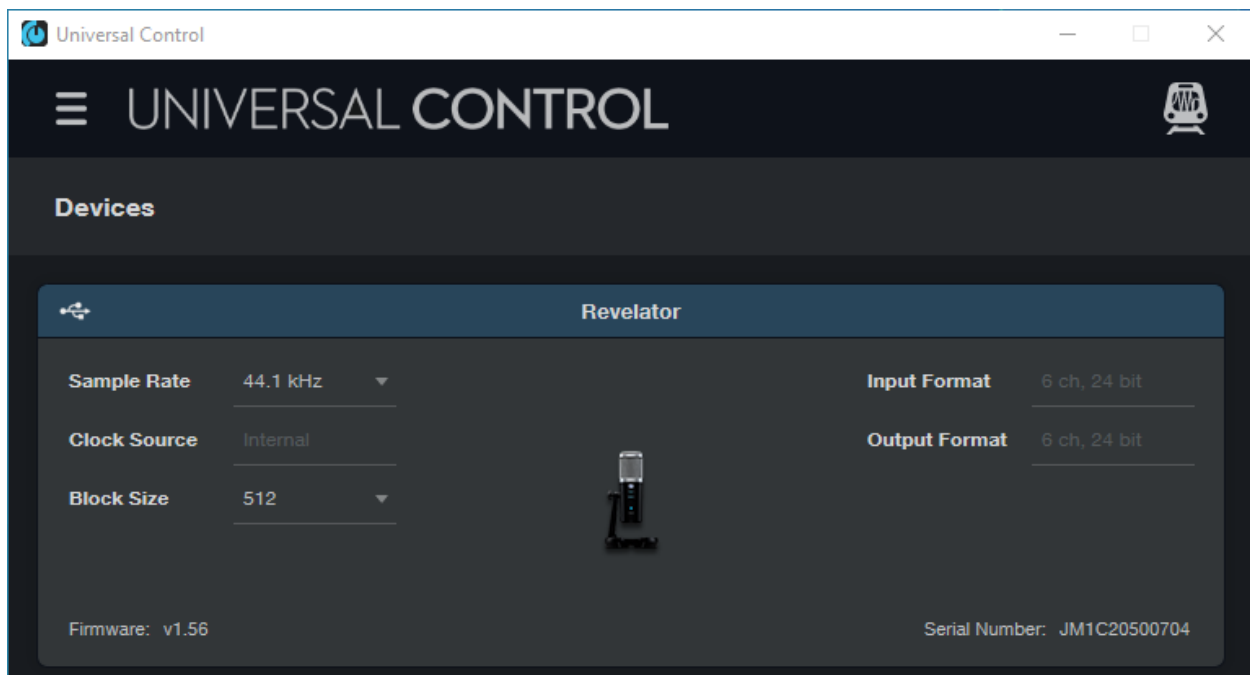 Universal Control
UNIVERSAL CONTROL
Devices
Revelator
Sample Rate 44.1 kHz Input Format 6 ch, 24 bit
Clock Source Internal Output Format 6 ch, 24 bit
Block Size 512
Firmware: v1.56 Serial Number: JM1C20500704